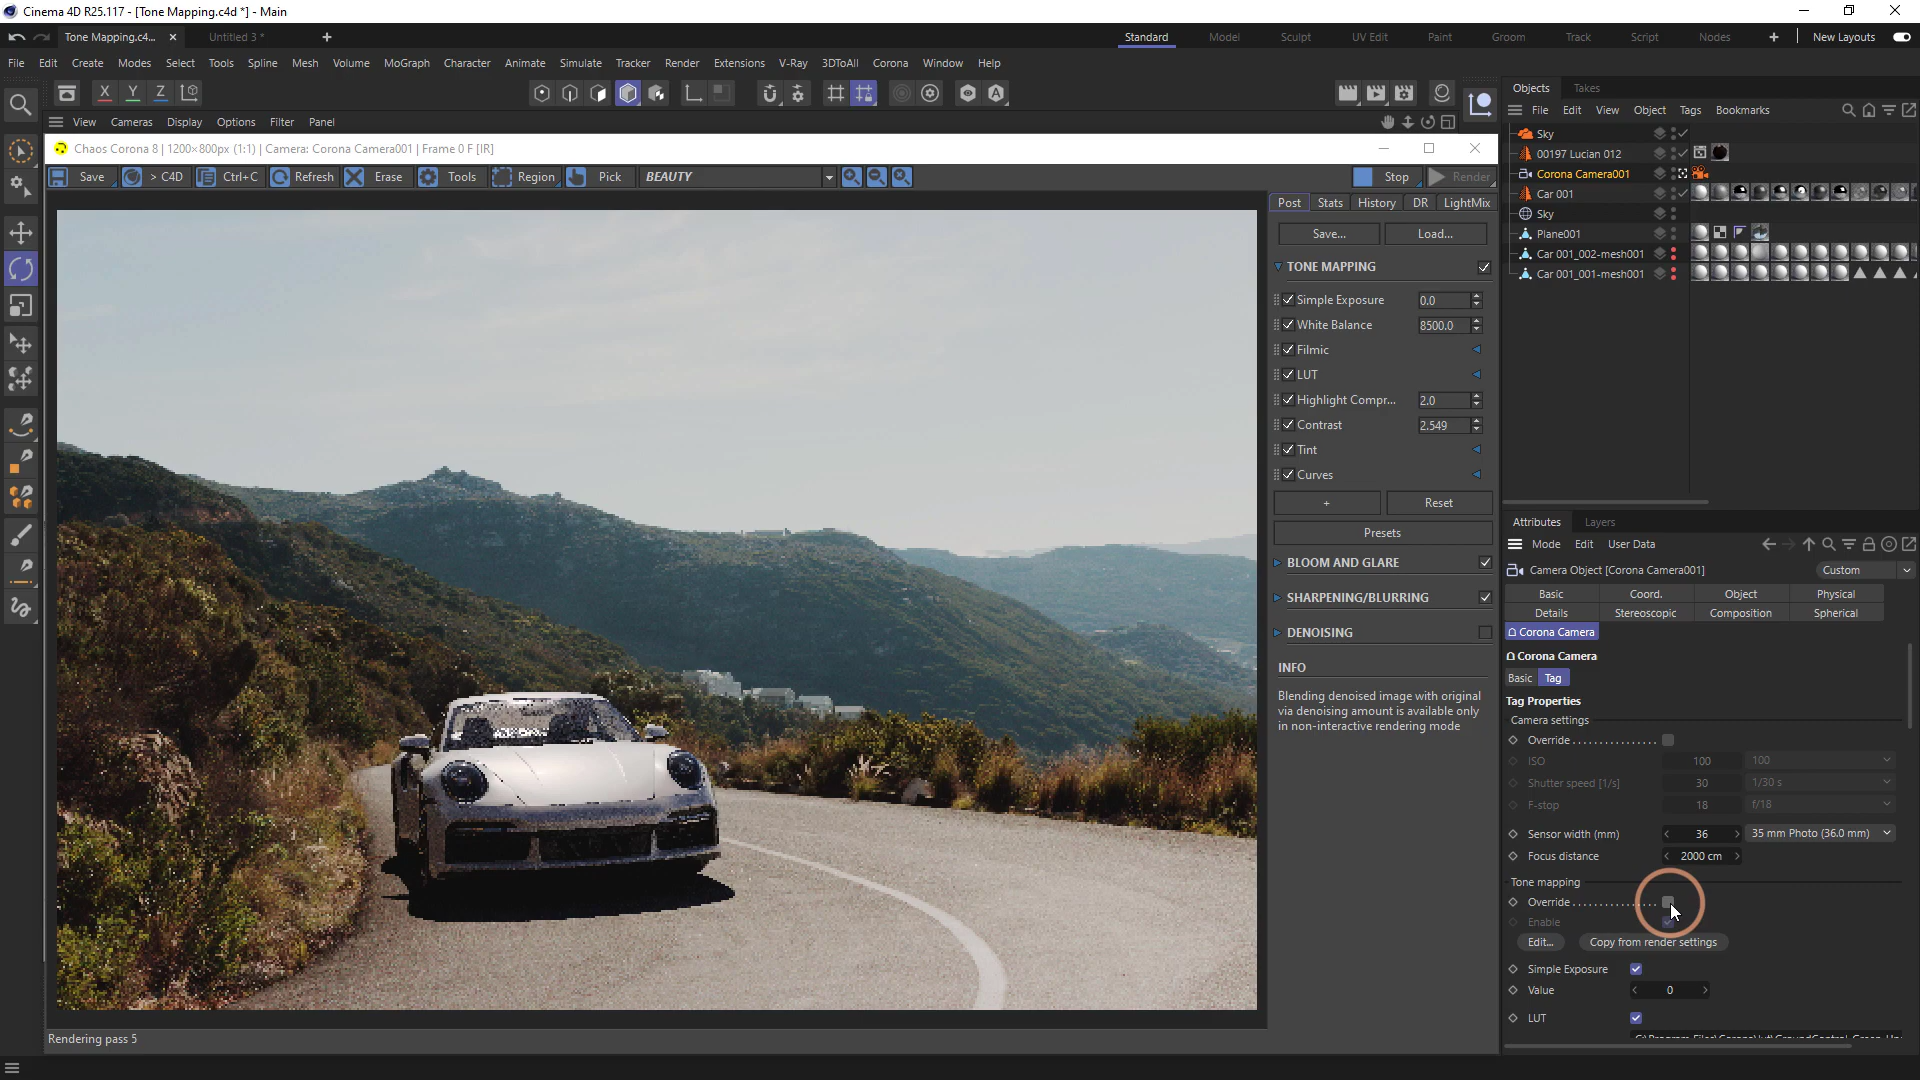 Cinema 4D R25.117 - [Tone Mapping.c4d *] - Main
Tone Mapping.c4... ×
Untitled 3 *
+
Standard
Model
Sculpt
UV Edit
Paint
Groom
Track
Script
Nodes
+
New Layouts
File Edit Create Modes Select Tools Spline Mesh Volume MoGraph Character Animate Simulate Tracker Render Extensions V-Ray 3DToAll Corona Window Help
X Y Z
View Cameras Display Options Filter Panel
Chaos Corona 8 | 1200×800px (1:1) | Camera: Corona Camera001 | Frame 0 F [IR]
Save
> C4D
Ctrl+C
Refresh
Erase
Tools
Region
Pick
BEAUTY
Stop
Render
Post Stats History DR LightMix
Save... Load...
TONE MAPPING
Simple Exposure 0.0
White Balance 8500.0
Filmic
LUT
Highlight Compr... 2.0
Contrast 2.549
Tint
Curves
+ Reset
Presets
BLOOM AND GLARE
SHARPENING/BLURRING
DENOISING
INFO
Blending denoised image with original
via denoising amount is available only
in non-interactive rendering mode
Rendering pass 5
Objects Takes
File Edit View Object Tags Bookmarks
Sky
00197 Lucian 012
Corona Camera001
Car 001
Sky
Plane001
Car 001_002-mesh001
Car 001_001-mesh001
Attributes Layers
Mode Edit User Data
Camera Object [Corona Camera001]
Custom
Basic Coord. Object Physical
Details Stereoscopic Composition Spherical
Corona Camera
Corona Camera
Basic Tag
Tag Properties
Camera settings
Override
ISO 100 100
Shutter speed [1/s] 30 1/30 s
F-stop 18 f/18
Sensor width (mm) 36 35 mm Photo (36.0 mm)
Focus distance 2000 cm
Tone mapping
Override
Enable
Edit... Copy from render settings
Simple Exposure
Value 0
LUT